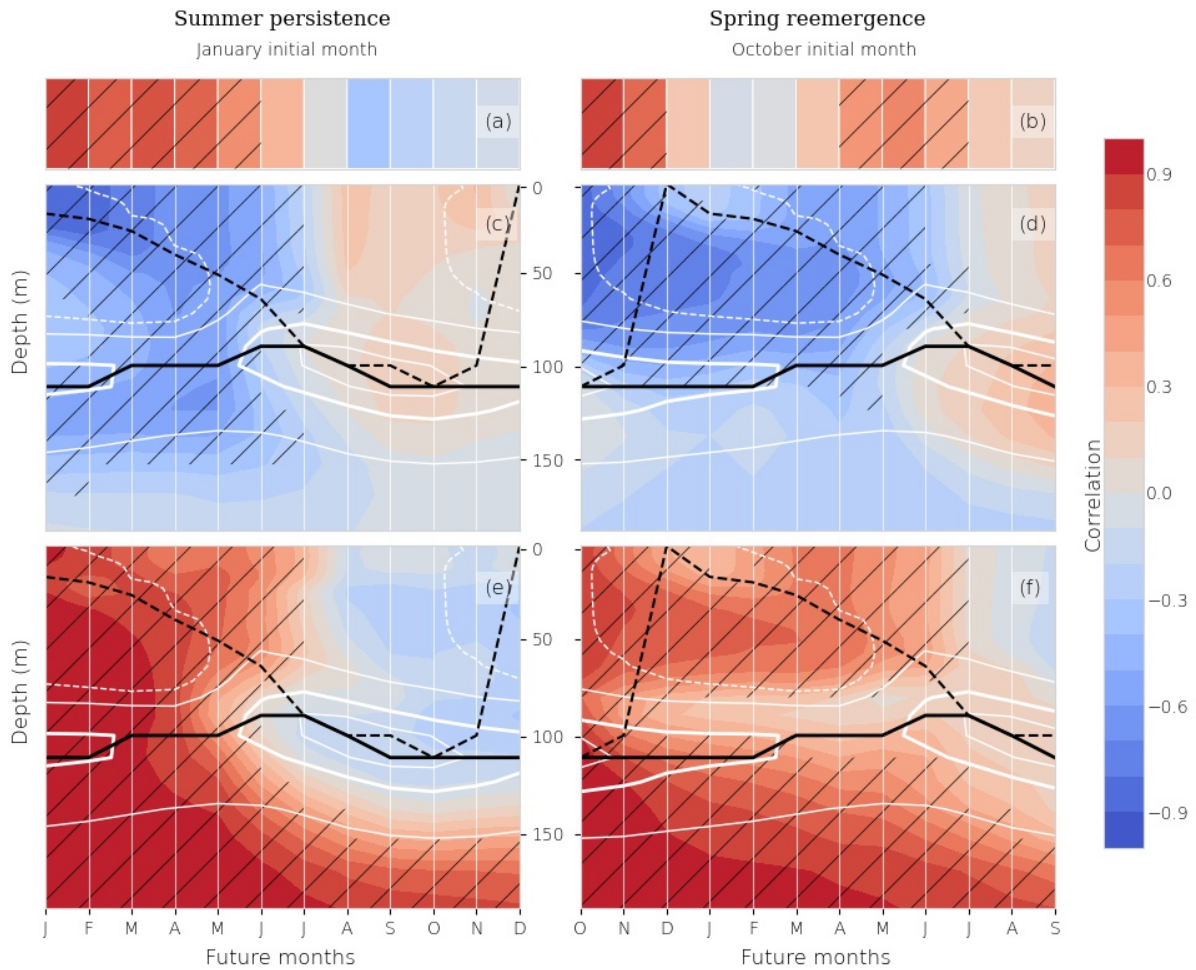 Summer persistence
January initial month
Spring reemergence
October initial month
(a)
(b)
(c)
(d)
(e)
(f)
Depth (m)
0
50
100
150
Depth (m)
0
50
100
150
J F M A M J J A S O N D
Future months
O N D J F M A M J J A S
Future months
Correlation
0.9
0.6
0.3
0.0
−0.3
−0.6
−0.9